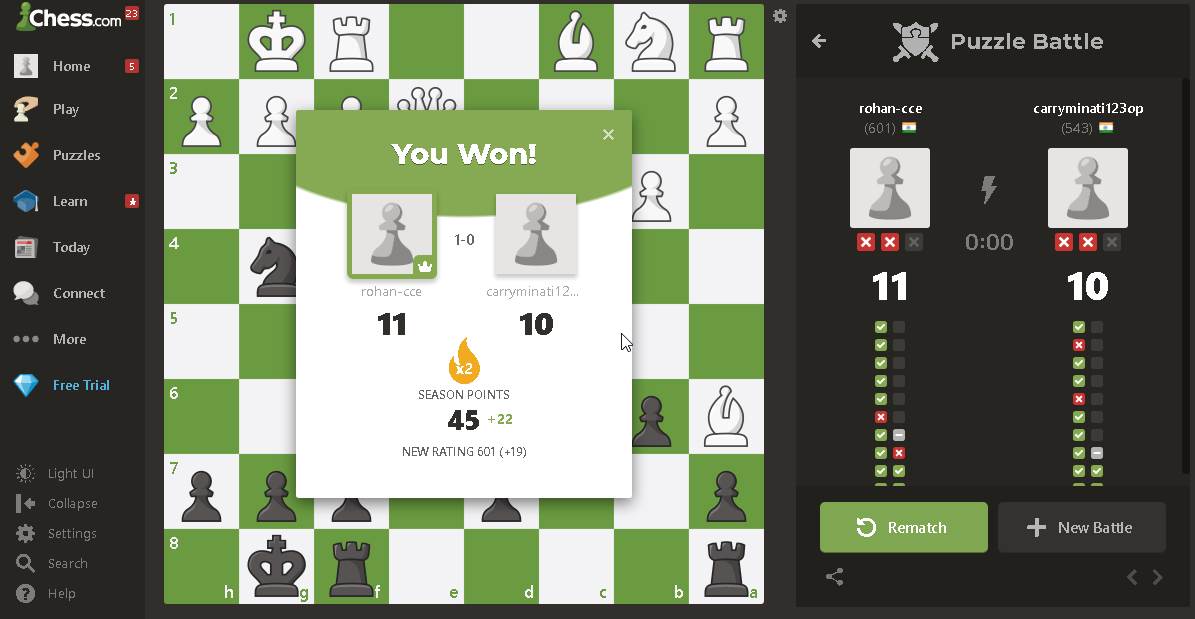 Chess.com 23
Home 5
Play
Puzzles
Learn
Today
Connect
More
Free Trial
Light UI
Collapse
Settings
Search
Help
1
2
3
4
5
6
7
8
h g f e d c b a
You Won!
1-0
rohan-cce carryminati12...
11 10
x2
SEASON POINTS
45 +22
NEW RATING 601 (+19)
Puzzle Battle
rohan-cce carryminati123op
(601) (543)
0:00
11 10
Rematch New Battle